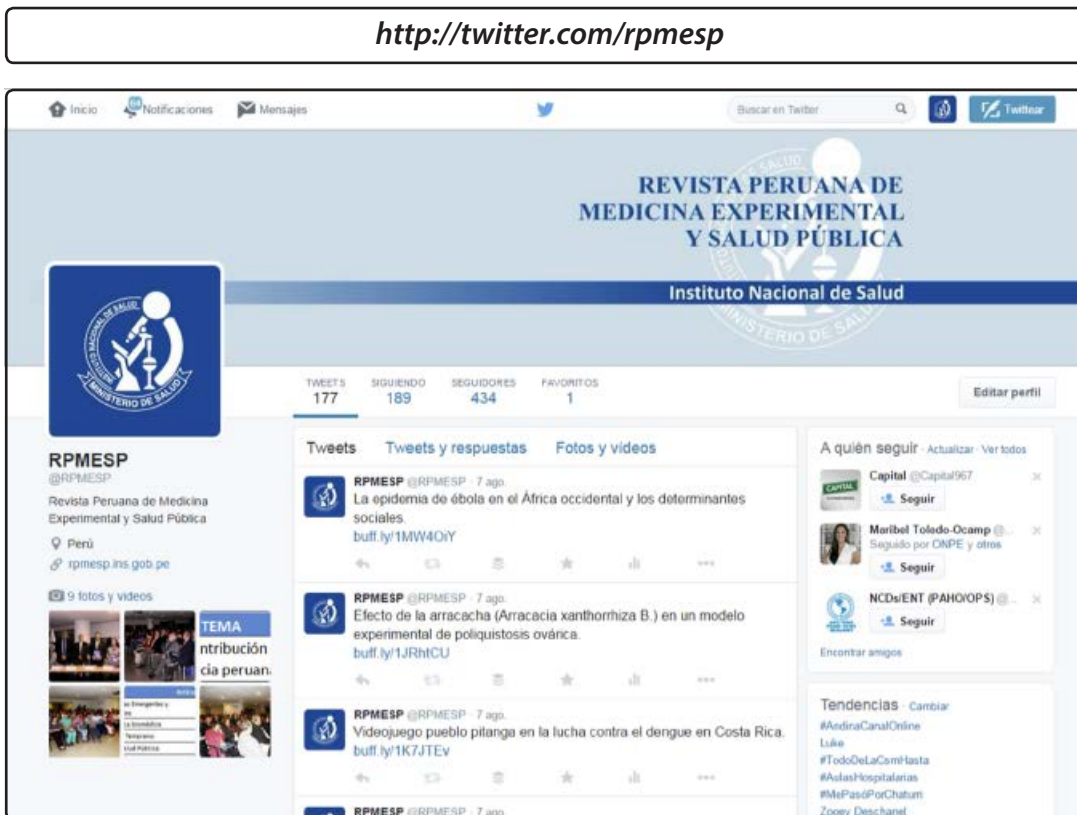 http://twitter.com/rpmesp
Inicio
64
Notificaciones
Mensajes
Buscar en Twitter
Twittear
REVISTA PERUANA DE
MEDICINA EXPERIMENTAL
Y SALUD PÚBLICA
Instituto Nacional de Salud
INSTITUTO NACIONAL DE SALUD
MINISTERIO DE SALUD
TWEETS SIGUIENDO SEGUIDORES FAVORITOS
177 189 434 1
Editar perfil
RPMESP
@RPMESP
Revista Peruana de Medicina
Experimental y Salud Pública
Perú
rpmesp.ins.gob.pe
9 fotos y videos
TEMA
ntribución
cia peruan
Tweets Tweets y respuestas Fotos y videos
RPMESP @RPMESP · 7 ago.
La epidemia de ébola en el África occidental y los determinantes
sociales.
buff.ly/1MW4OiY
RPMESP @RPMESP · 7 ago.
Efecto de la arracacha (Arracacia xanthorrhiza B.) en un modelo
experimental de poliquistosis ovárica.
buff.ly/1JRhtCU
RPMESP @RPMESP · 7 ago.
Videojuego pueblo pitanga en la lucha contra el dengue en Costa Rica.
buff.ly/1K7JTEv
RPMESP @RPMESP · 7 ago.
A quién seguir · Actualizar · Ver todos
Capital @Capital967
Seguir
Maribel Toledo-Ocamp @...
Seguido por ONPE y otros
Seguir
NCDs/ENT (PAHO/OPS) @...
Seguir
Encontrar amigos
Tendencias · Cambiar
#AndinaCanalOnline
Luke
#TodoDeLaCsmHasta
#AulasHospitalarias
#MePasóPorChatum
Zooey Deschanel